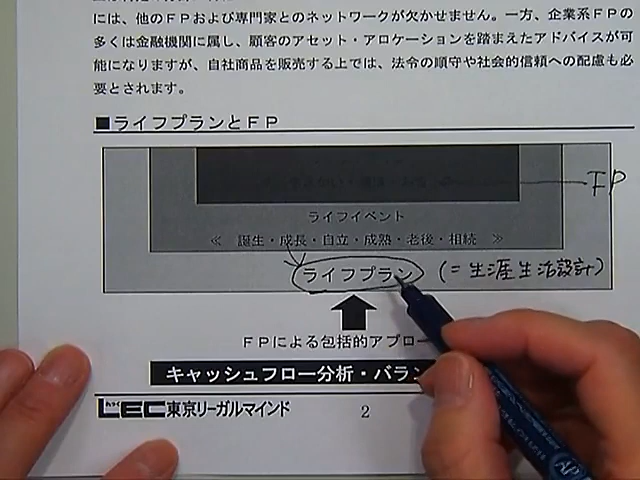 には、他のＦＰおよび専門家とのネットワークが欠かせません。一方、企業系ＦＰの
多くは金融機関に属し、顧客のアセット・アロケーションを踏まえたアドバイスが可
能になりますが、自社商品を販売する上では、法令の順守や社会的信頼への配慮も必
要とされます。
■ライフプランとＦＰ
FP
ライフイベント
≪ 誕生・成長・自立・成熟・老後・相続 ≫
ライフプラン (＝生涯生活設計)
ＦＰによる包括的アプロー
キャッシュフロー分析・バラン
LEC東京リーガルマインド
2